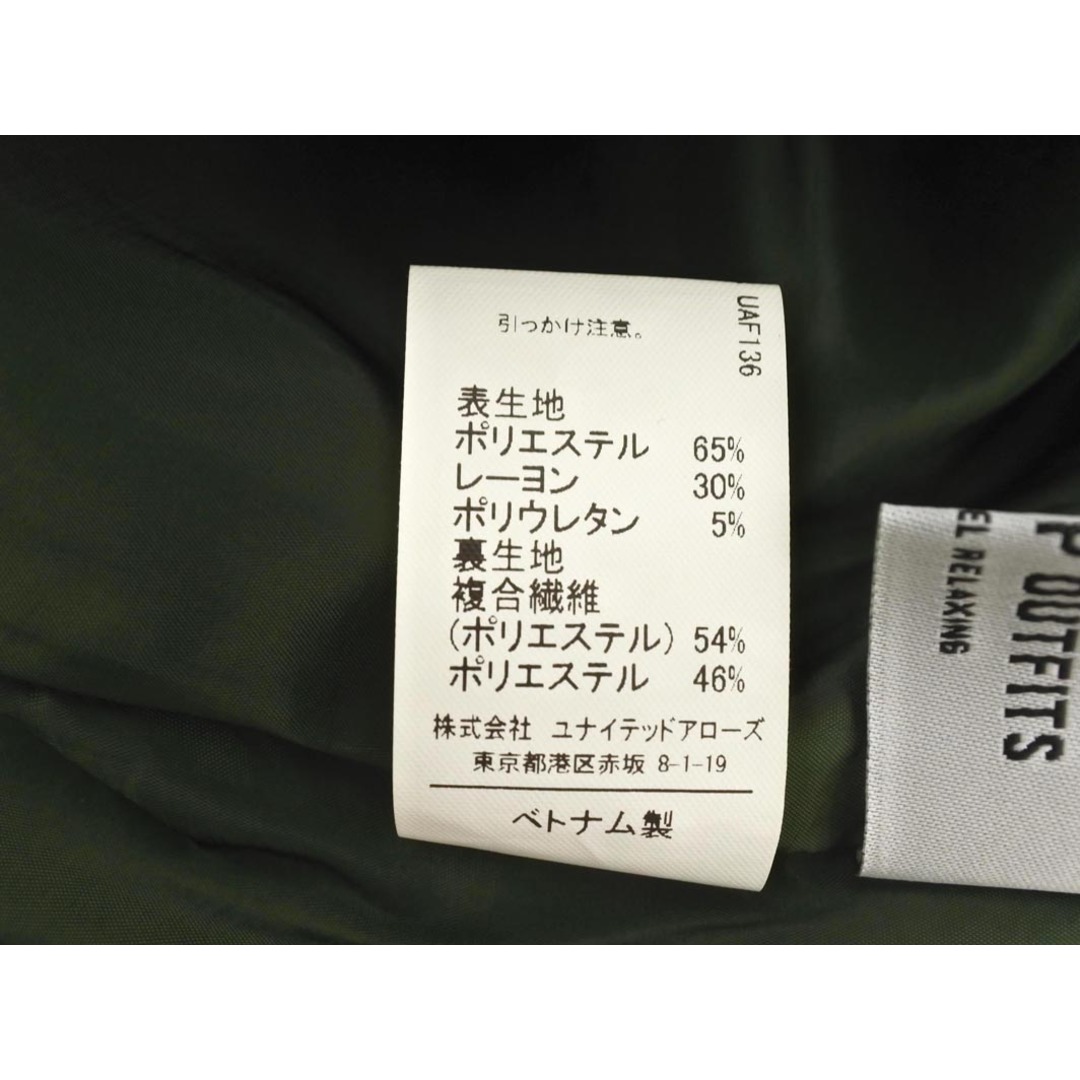 引っかけ注意。
UAF136
表生地
ポリエステル 65%
レーヨン 30%
ポリウレタン 5%
裏生地
複合繊維
(ポリエステル) 54%
ポリエステル 46%
株式会社 ユナイテッドアローズ
東京都港区赤坂 8-1-19
ベトナム製
P OUTFITS
EL RELAXING